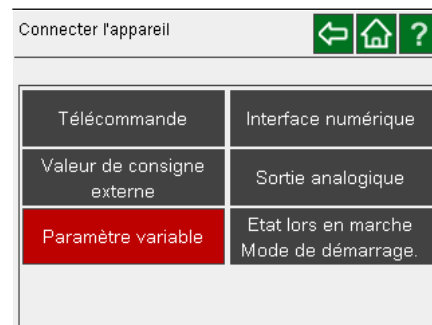 Connecter l'appareil
?
Télécommande
Interface numérique
Valeur de consigne
externe
Sortie analogique
Paramètre variable
Etat lors en marche
Mode de démarrage.